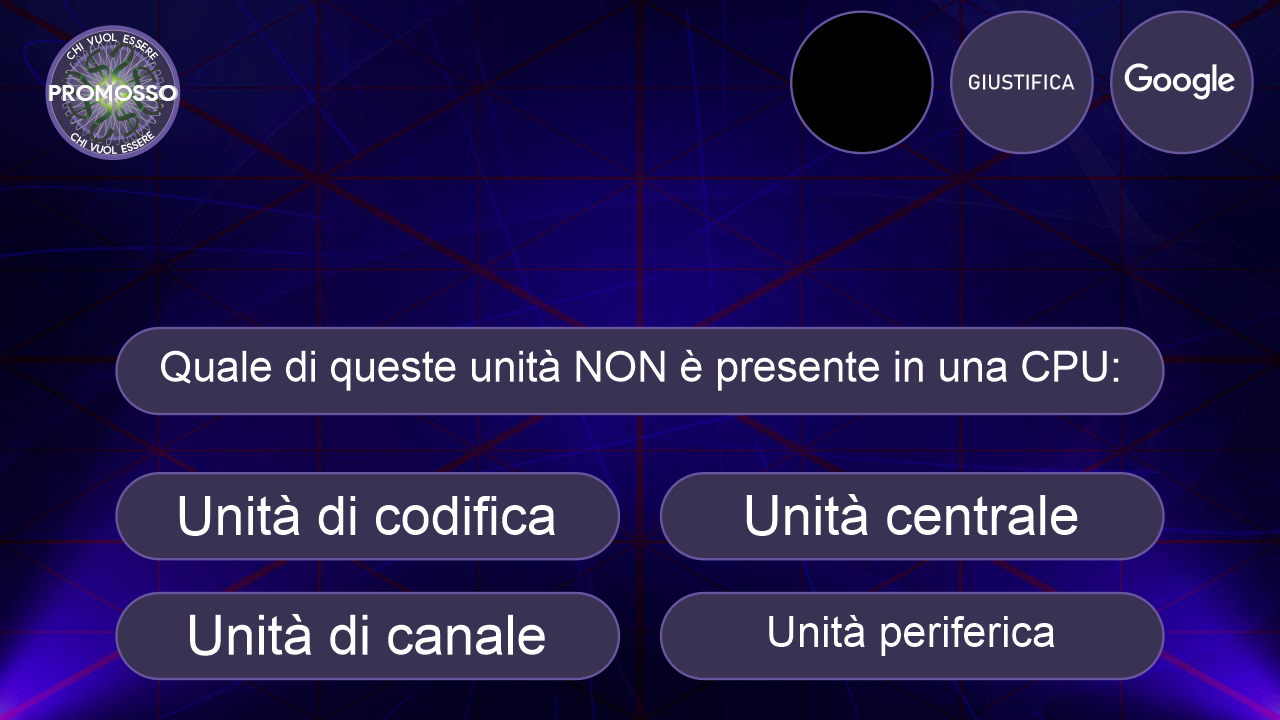 CHI VUOL ESSERE
PROMOSSO
CHI VUOL ESSERE
GIUSTIFICA
Google
Quale di queste unità NON è presente in una CPU:
Unità di codifica
Unità centrale
Unità di canale
Unità periferica